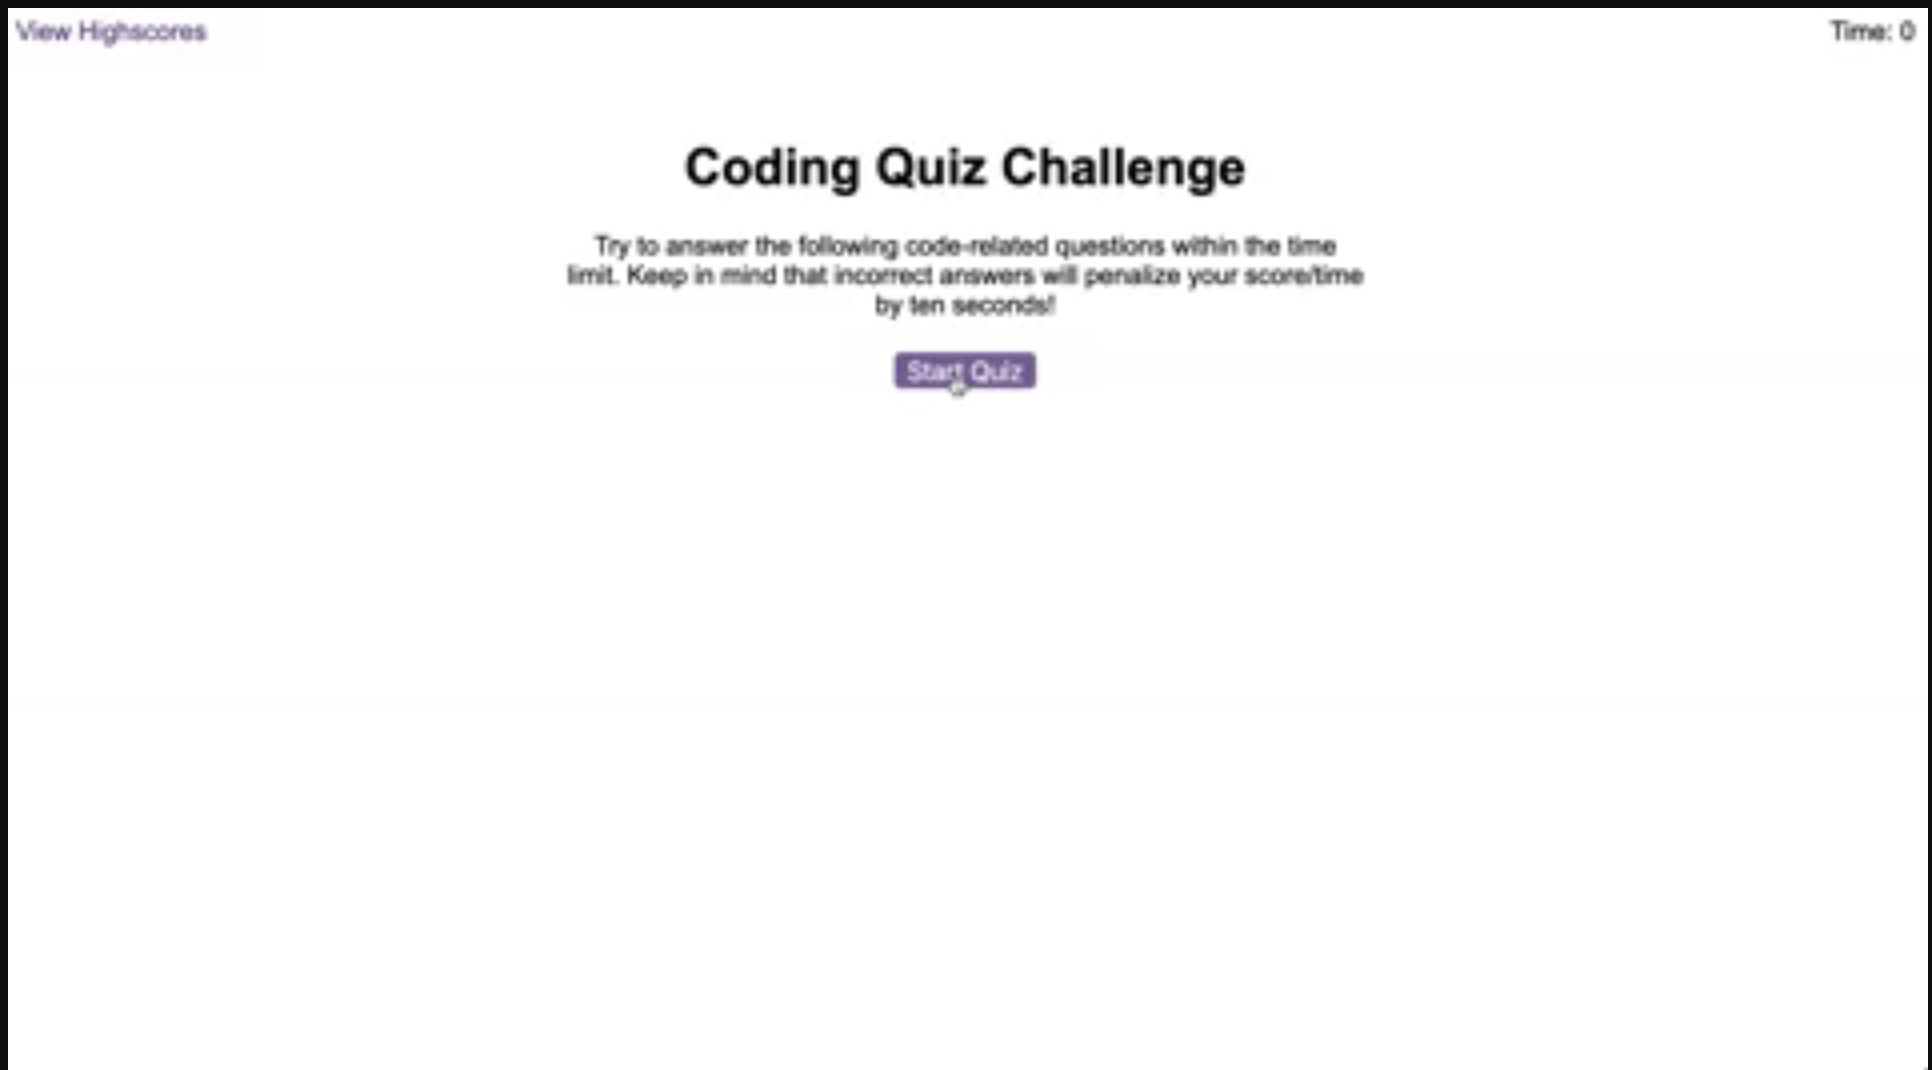 View Highscores
Time: 0
Coding Quiz Challenge
Try to answer the following code-related questions within the time
limit. Keep in mind that incorrect answers will penalize your score/time
by ten seconds!
Start Quiz